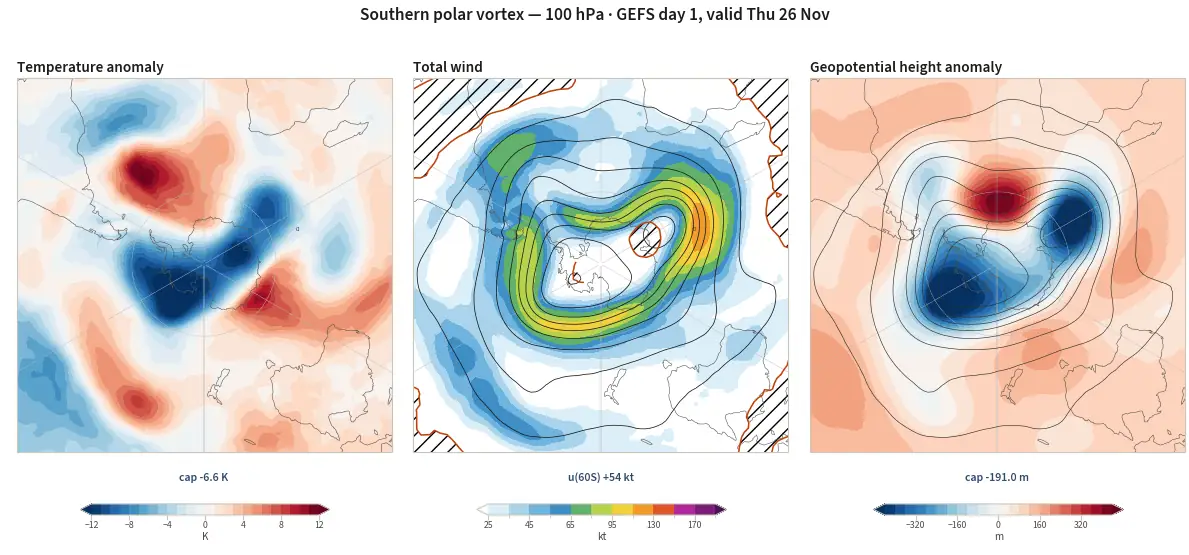 Southern polar vortex — 100 hPa · GEFS day 1, valid Thu 26 Nov
Temperature anomaly
Total wind
Geopotential height anomaly
cap -6.6 K
u(60S) +54 kt
cap -191.0 m
−12 −8 −4 0 4 8 12
K
25 45 65 95 130 170
kt
−320 −160 0 160 320
m